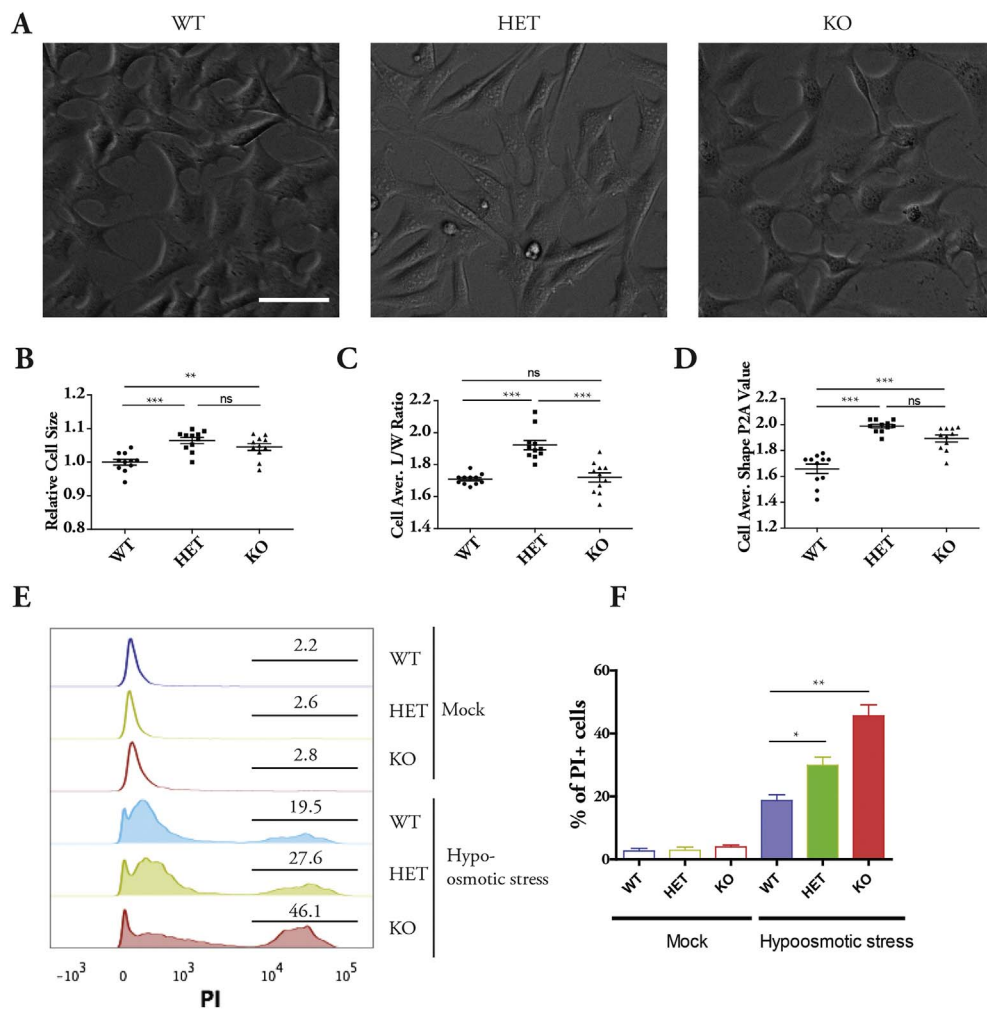 A
WT
HET
KO
B
Relative Cell Size
1.2
1.1
1.0
0.9
0.8
**
***
ns
WT
HET
KO
C
Cell Aver. L/W Ratio
2.2
2.0
1.8
1.6
1.4
ns
***
***
WT
HET
KO
D
Cell Aver. Shape P2A Value
2.2
2.0
1.8
1.6
1.4
1.2
***
***
ns
WT
HET
KO
E
2.2
WT
2.6
HET
Mock
2.8
KO
19.5
WT
27.6
HET
Hypo-
osmotic stress
46.1
KO
-10³ 0 10³ 10⁴ 10⁵
PI
F
% of PI+ cells
60
40
20
0
**
*
WT HET KO WT HET KO
Mock Hypoosmotic stress